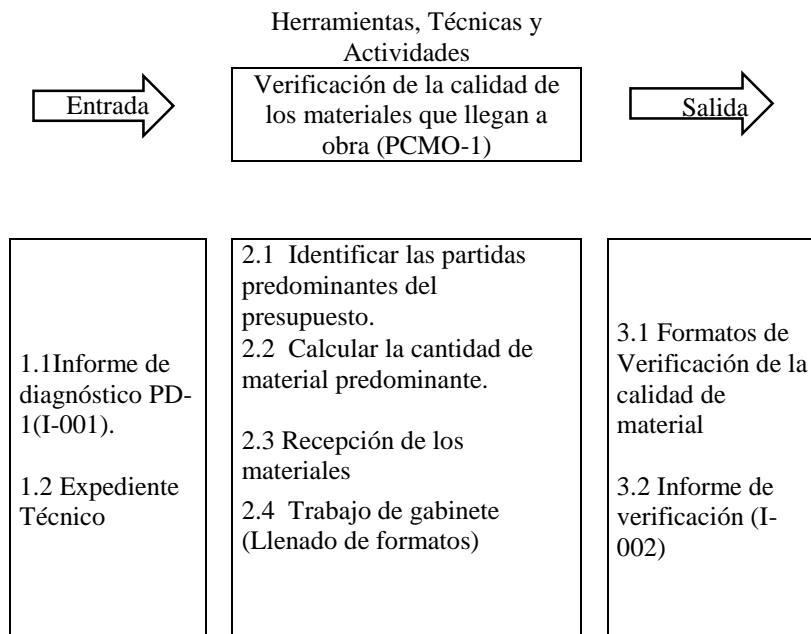 Herramientas, Técnicas y
Actividades
Entrada
Verificación de la calidad de
los materiales que llegan a
obra (PCMO-1)
Salida
1.1Informe de
diagnóstico PD-
1(I-001).
1.2 Expediente
Técnico
2.1 Identificar las partidas
predominantes del
presupuesto.
2.2 Calcular la cantidad de
material predominante.
2.3 Recepción de los
materiales
2.4 Trabajo de gabinete
(Llenado de formatos)
3.1 Formatos de
Verificación de la
calidad de
material
3.2 Informe de
verificación (I-
002)